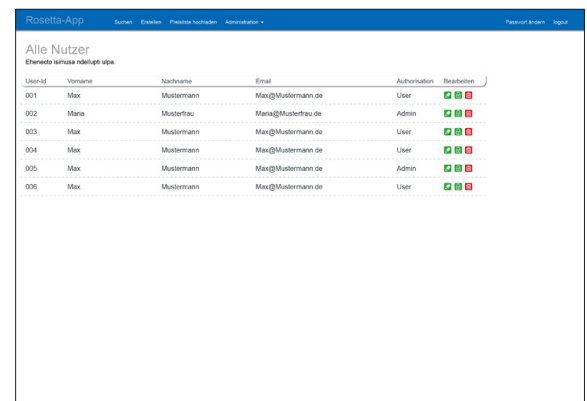 Rosetta-App Suchen Erstellen Preisliste hochladen Administration Passwort ändern logout
Alle Nutzer
Ehenecto isimusa ndellupti ulpa.
User-Id Vorname Nachname Email Authorisation Bearbeiten
001 Max Mustermann Max@Mustermann.de User
002 Maria Musterfrau Maria@Musterfrau.de Admin
003 Max Mustermann Max@Mustermann.de User
004 Max Mustermann Max@Mustermann.de User
005 Max Mustermann Max@Mustermann.de Admin
006 Max Mustermann Max@Mustermann.de User